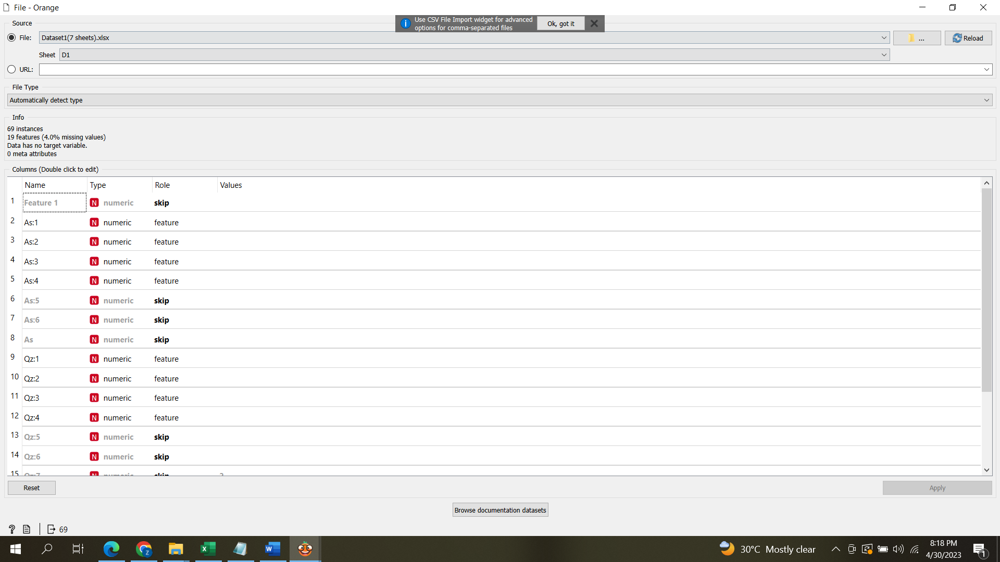 File - Orange
Use CSV File Import widget for advanced
options for comma-separated files
Ok, got it
Source
File: Dataset1(7 sheets).xlsx ... Reload
Sheet D1
URL:
File Type
Automatically detect type
Info
69 instances
19 features (4.0% missing values)
Data has no target variable.
0 meta attributes
Columns (Double click to edit)
Name Type Role Values
1 Feature 1 N numeric skip
2 As:1 N numeric feature
3 As:2 N numeric feature
4 As:3 N numeric feature
5 As:4 N numeric feature
6 As:5 N numeric skip
7 As:6 N numeric skip
8 As N numeric skip
9 Qz:1 N numeric feature
10 Qz:2 N numeric feature
11 Qz:3 N numeric feature
12 Qz:4 N numeric feature
13 Qz:5 N numeric skip
14 Qz:6 N numeric skip
15 Qz:7 N numeric skip
Reset Apply
Browse documentation datasets
? 69
30°C Mostly clear
8:18 PM
4/30/2023
1